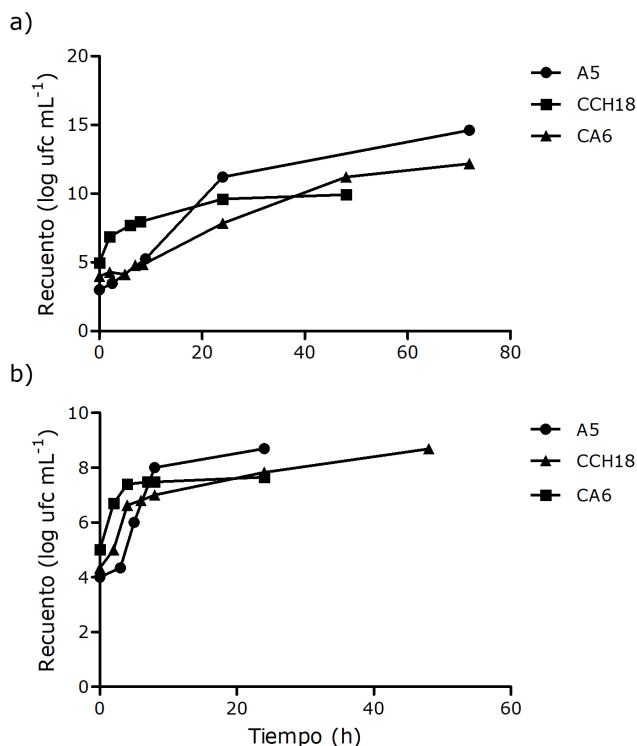 a)
Recuento (log ufc mL⁻¹)
20
15
10
5
0
0 20 40 60 80
A5
CCH18
CA6
b)
Recuento (log ufc mL⁻¹)
10
8
6
4
2
0
0 20 40 60
Tiempo (h)
A5
CCH18
CA6